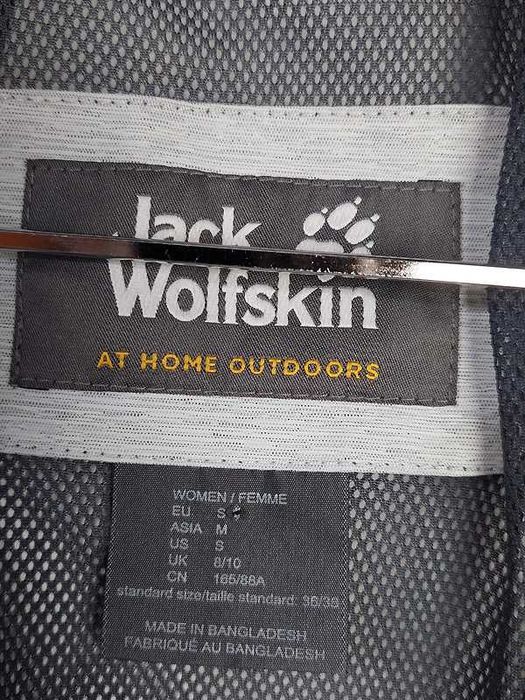 Jack
Wolfskin
AT HOME OUTDOORS
WOMEN / FEMME
EU S
ASIA M
US S
UK 8/10
CN 165/88A
standard size/taille standard: 36/38
MADE IN BANGLADESH
FABRIQUÉ AU BANGLADESH